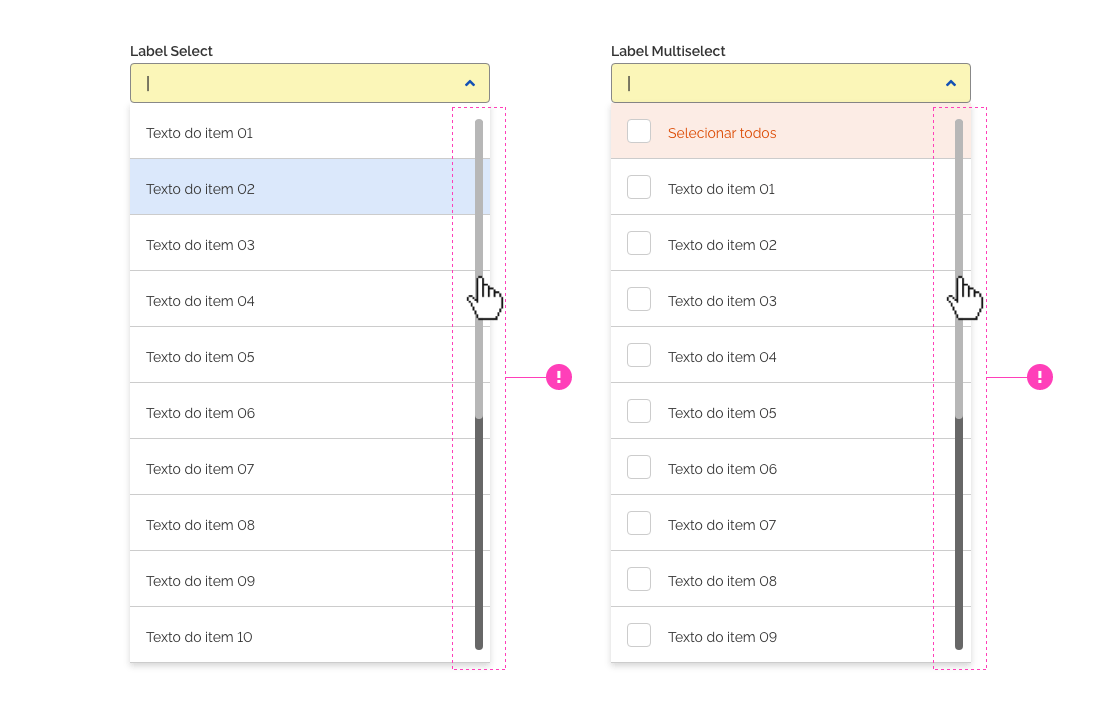 Label Select
Texto do item 01
Texto do item 02
Texto do item 03
Texto do item 04
Texto do item 05
Texto do item 06
Texto do item 07
Texto do item 08
Texto do item 09
Texto do item 10
!
Label Multiselect
Selecionar todos
Texto do item 01
Texto do item 02
Texto do item 03
Texto do item 04
Texto do item 05
Texto do item 06
Texto do item 07
Texto do item 08
Texto do item 09
!